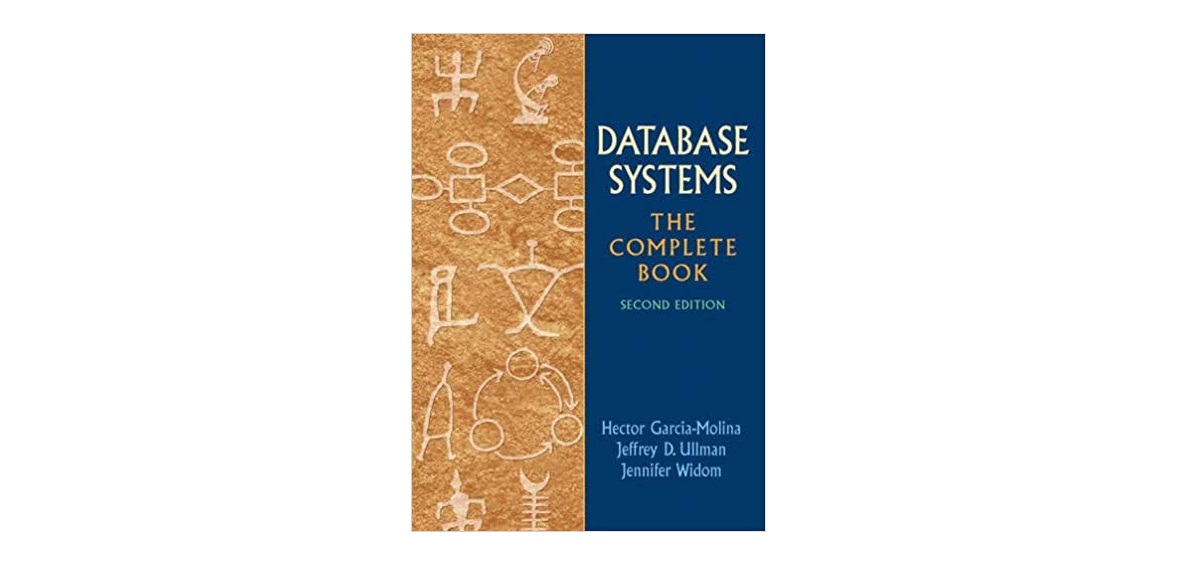 DATABASE
SYSTEMS
THE
COMPLETE
BOOK
SECOND EDITION
Hector Garcia-Molina
Jeffrey D. Ullman
Jennifer Widom